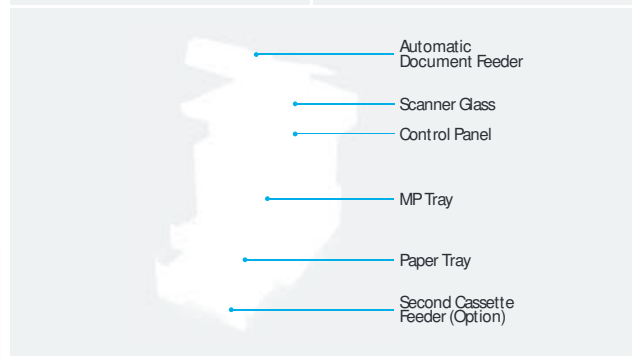 Automatic
Document Feeder
Scanner Glass
Control Panel
MP Tray
Paper Tray
Second Cassette
Feeder (Option)